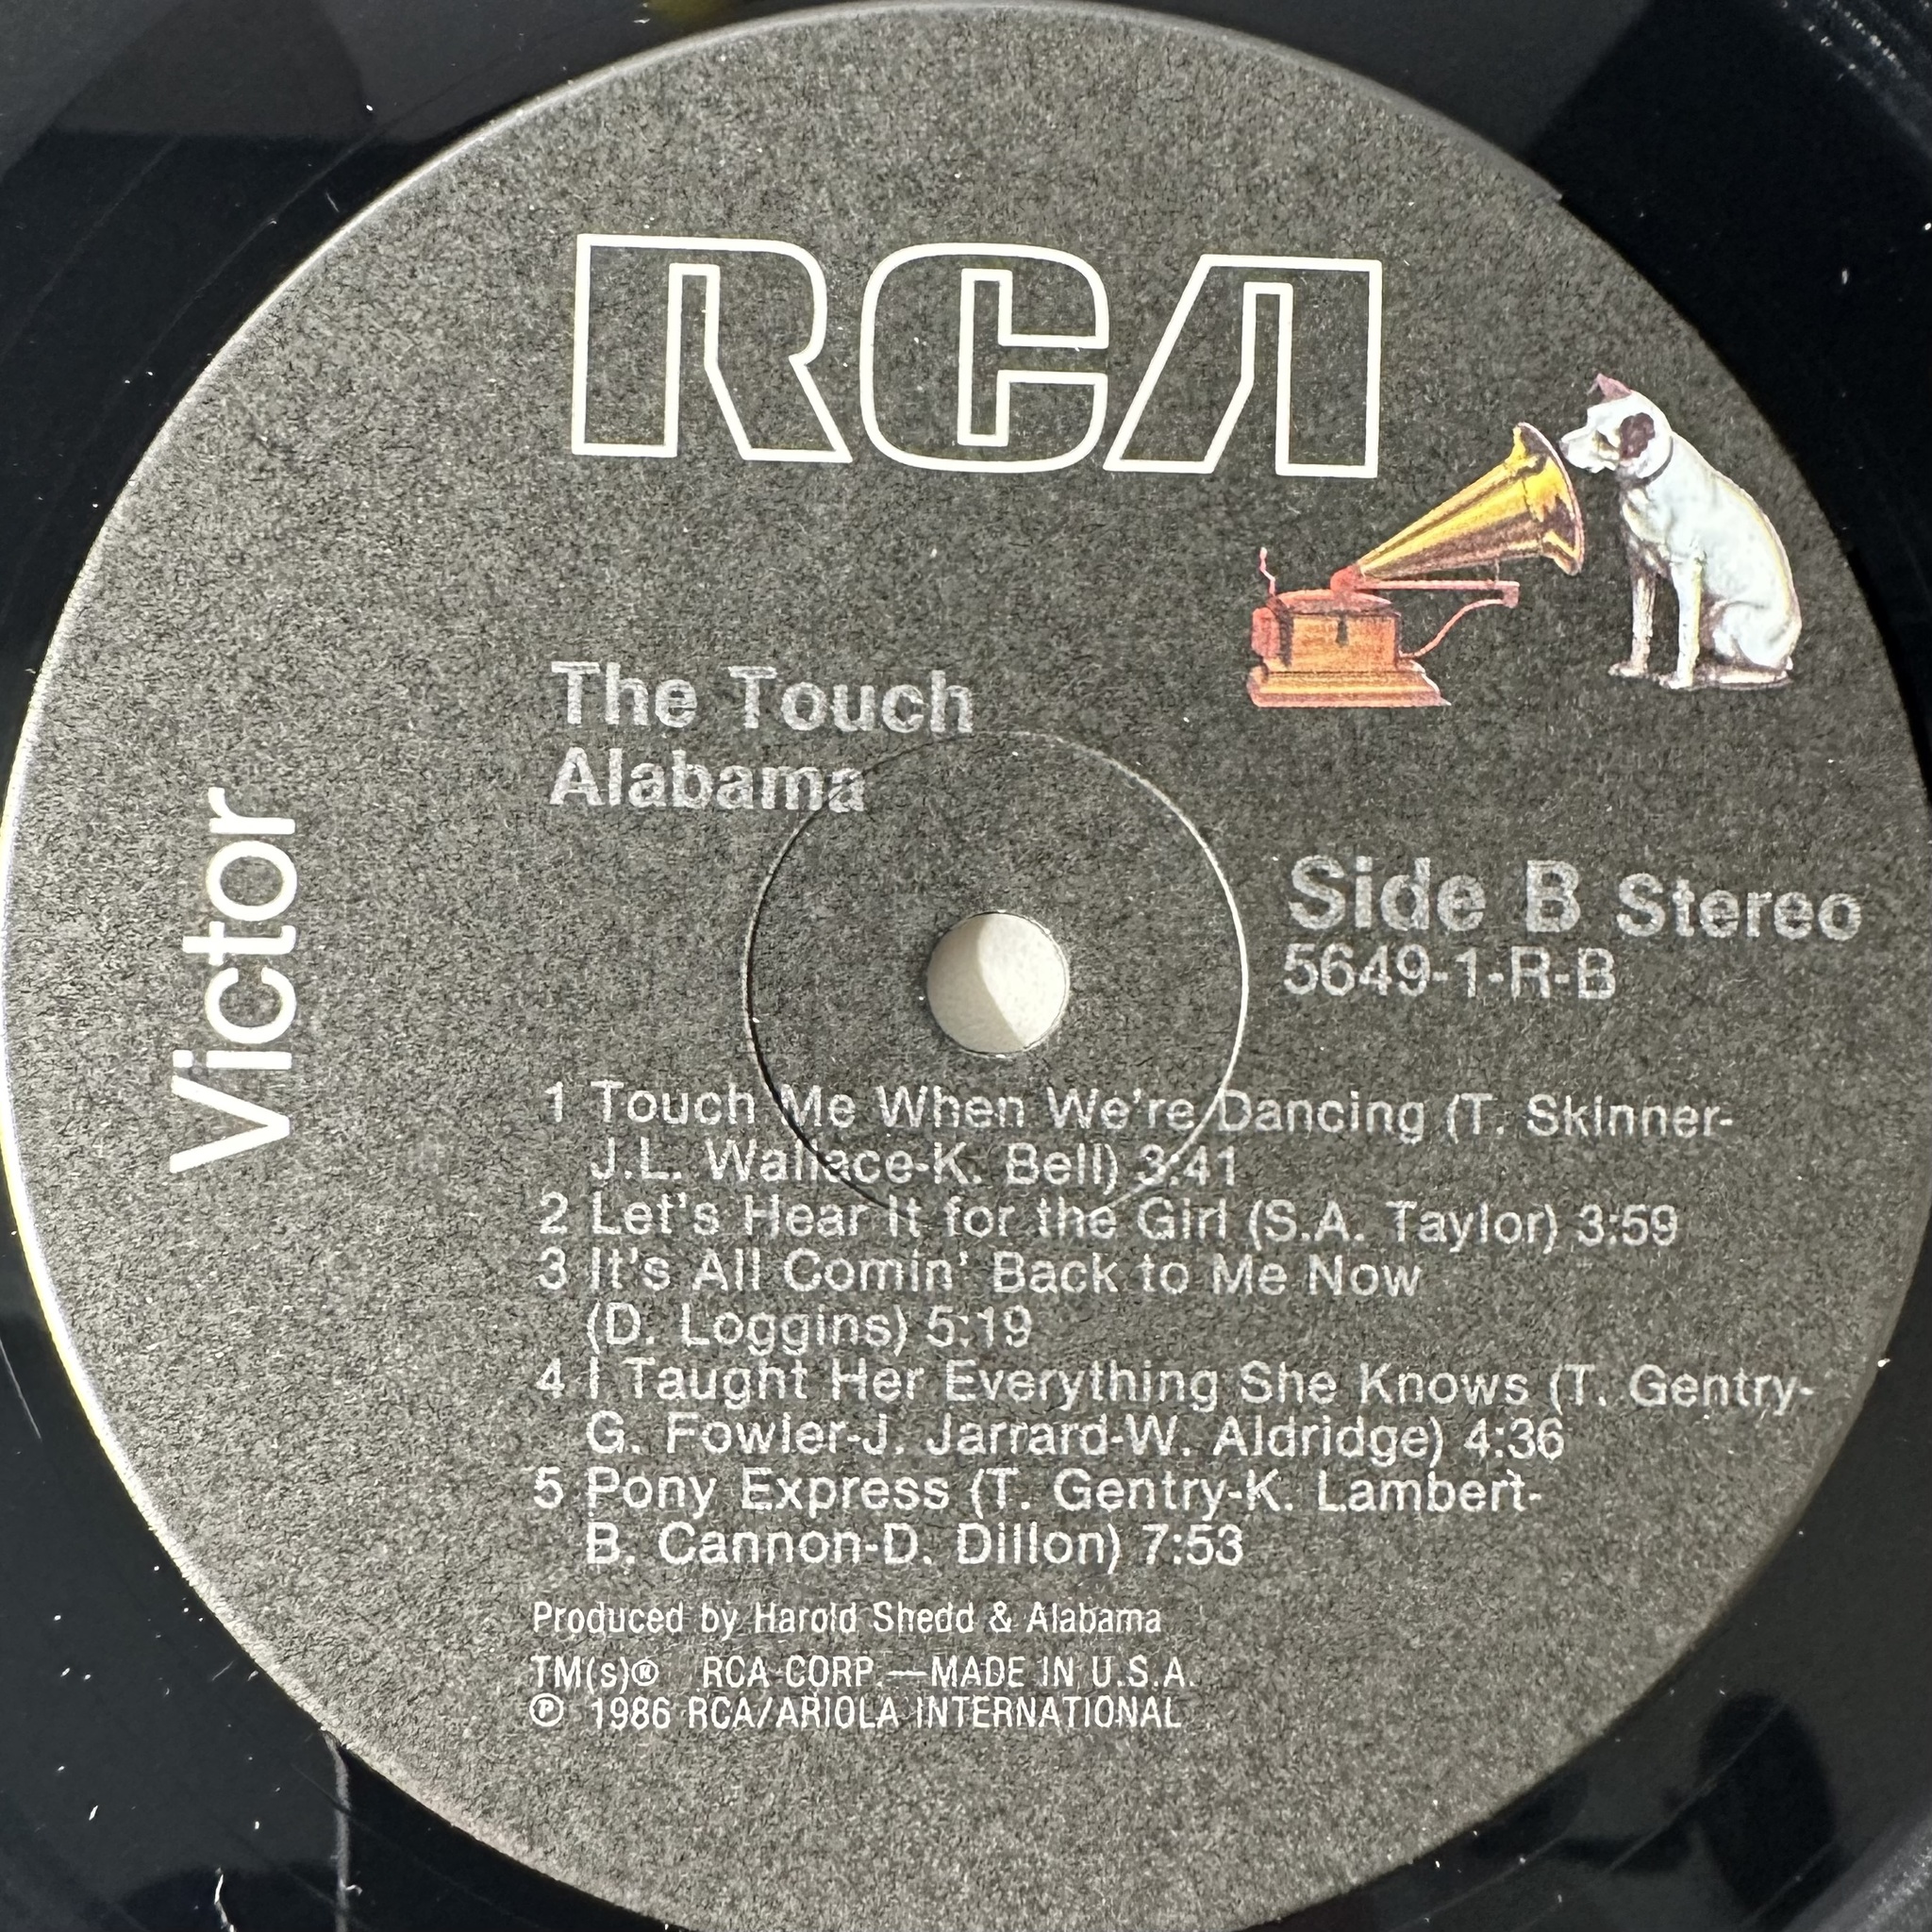 RCA
Victor
The Touch
Alabama
Side B Stereo
5649-1-R-B
1 Touch Me When We're Dancing (T. Skinner-
J.L. Wallace-K. Bell) 3:41
2 Let's Hear It for the Girl (S.A. Taylor) 3:59
3 It's All Comin' Back to Me Now
(D. Loggins) 5:19
4 I Taught Her Everything She Knows (T. Gentry-
G. Fowler-J. Jarrard-W. Aldridge) 4:36
5 Pony Express (T. Gentry-K. Lambert-
B. Cannon-D. Dillon) 7:53
Produced by Harold Shedd & Alabama
TM(s)® RCA CORP.—MADE IN U.S.A.
℗ 1986 RCA/ARIOLA INTERNATIONAL